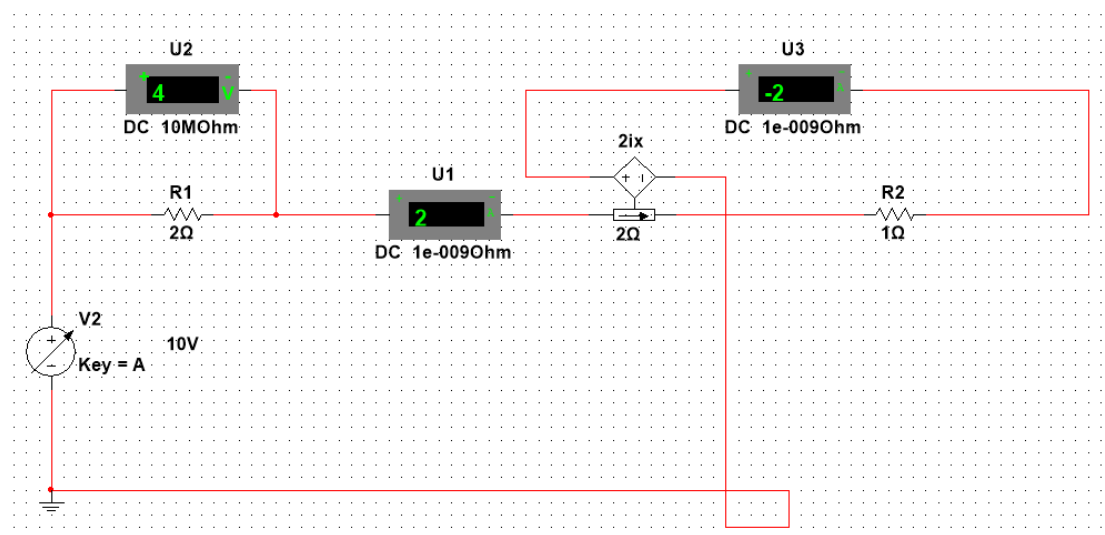 U2
+ -
4 V
DC 10MOhm
U3
+ -
-2 A
DC 1e-009Ohm
2ix
+ -
U1
+ -
2 A
DC 1e-009Ohm
R1
2Ω
2Ω
R2
1Ω
V2
+
10V
-
Key = A